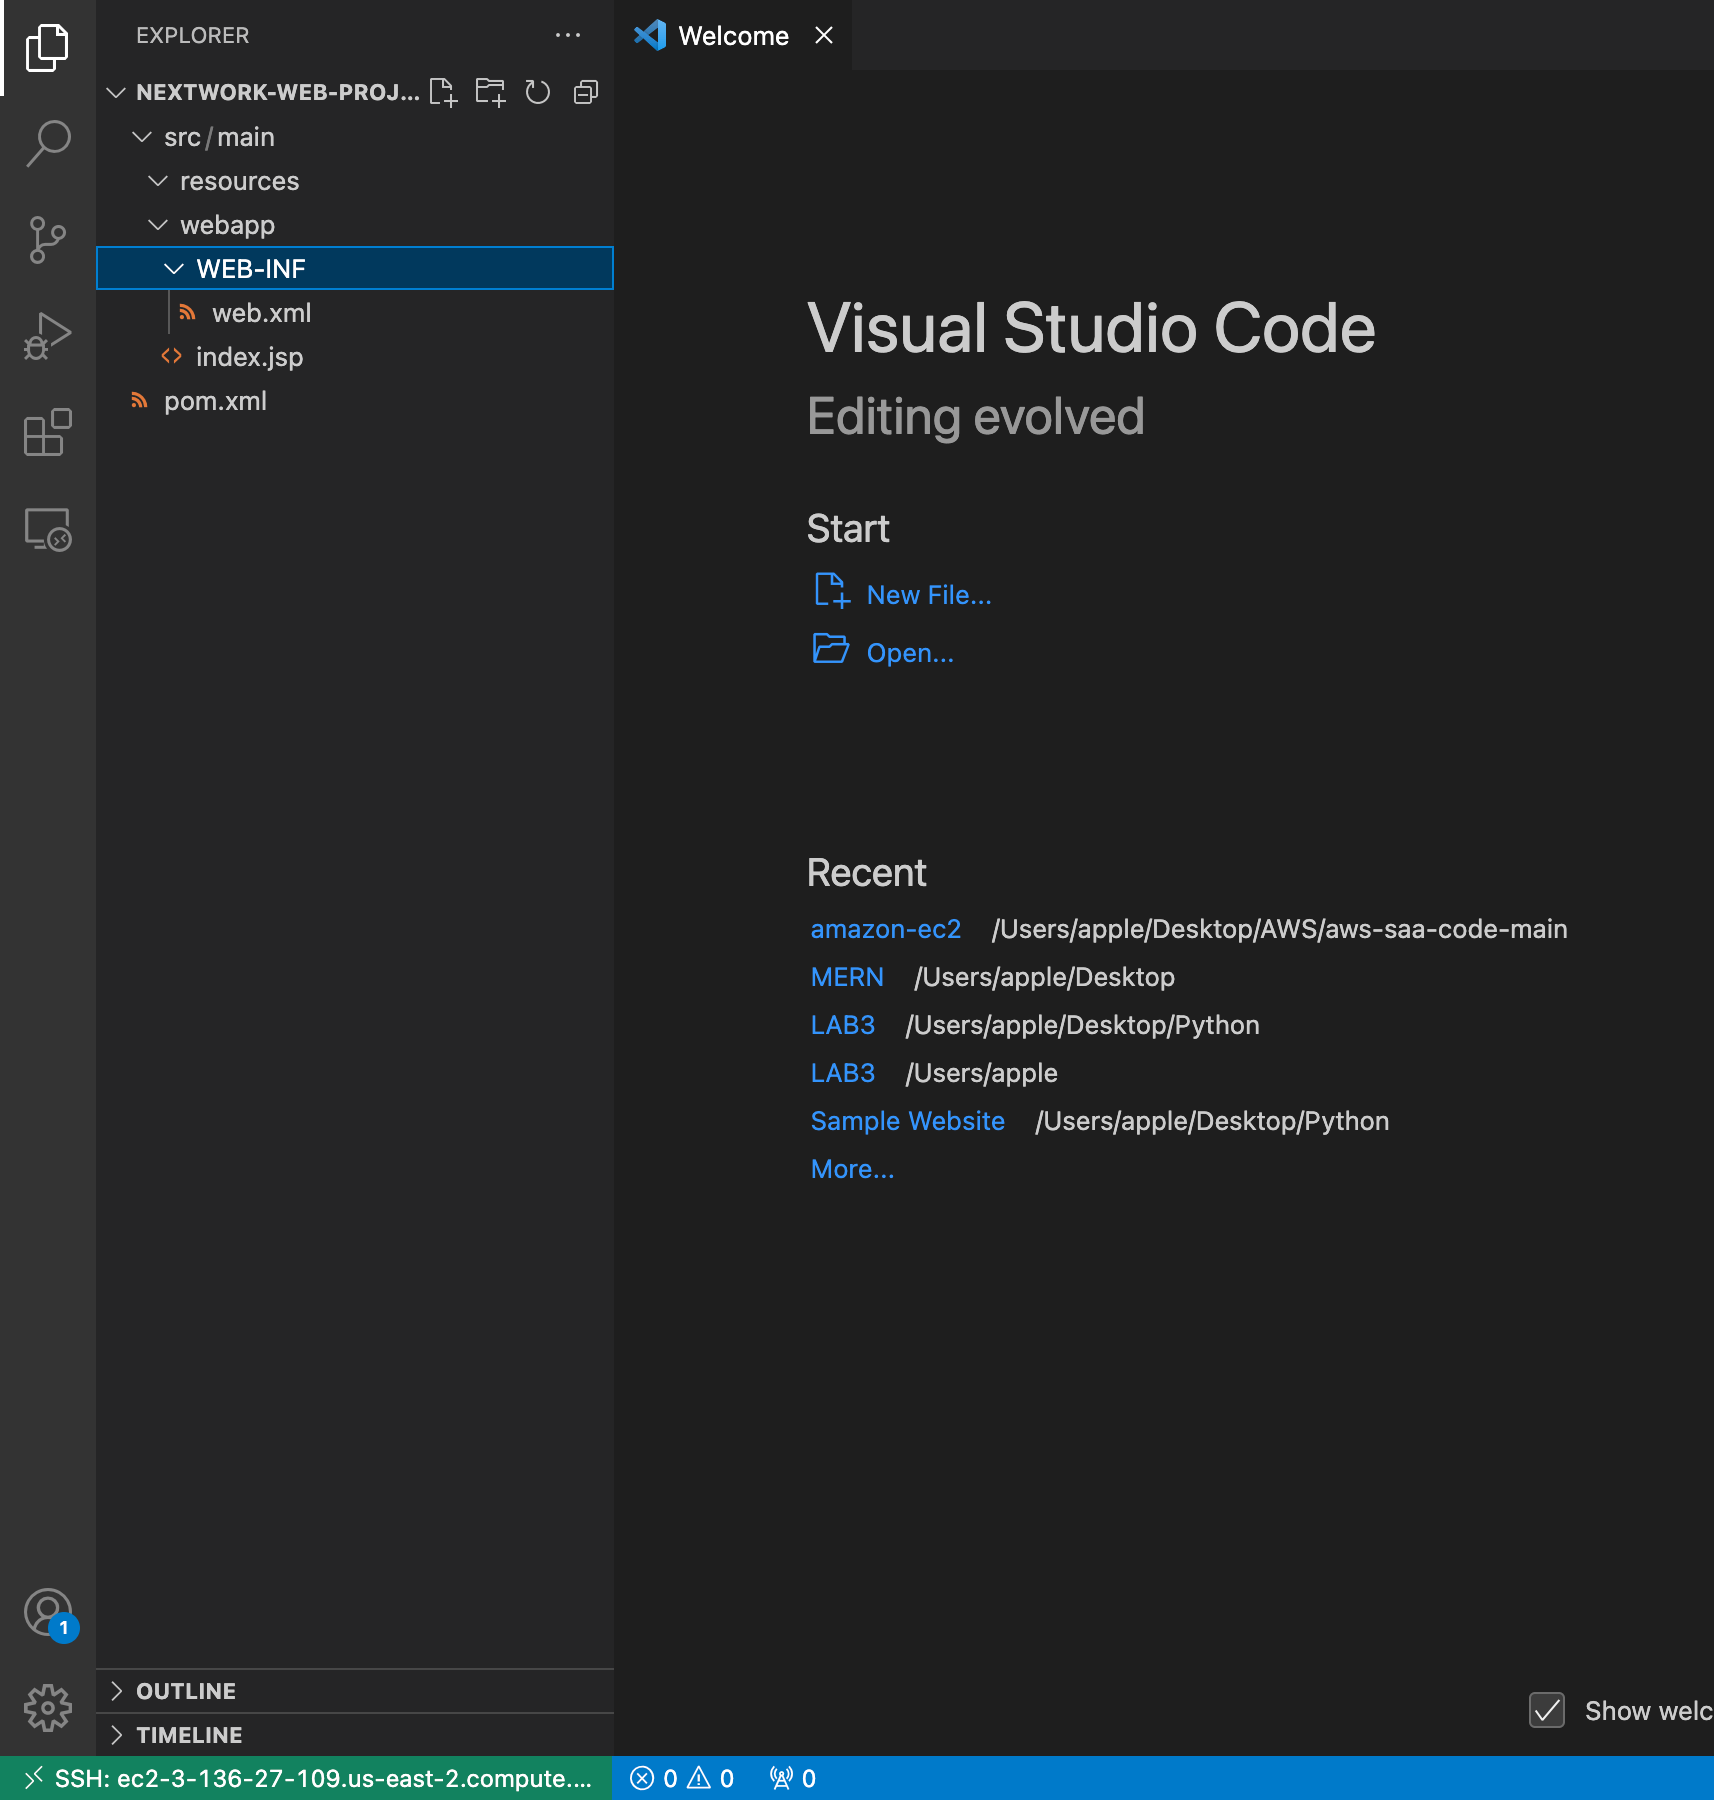 EXPLORER
NEXTWORK-WEB-PROJ...
src/main
resources
webapp
WEB-INF
web.xml
index.jsp
pom.xml
OUTLINE
TIMELINE
Welcome
Visual Studio Code
Editing evolved
Start
New File...
Open...
Recent
amazon-ec2 /Users/apple/Desktop/AWS/aws-saa-code-main
MERN /Users/apple/Desktop
LAB3 /Users/apple/Desktop/Python
LAB3 /Users/apple
Sample Website /Users/apple/Desktop/Python
More...
Show welc
1
SSH: ec2-3-136-27-109.us-east-2.compute.... 0 0 0